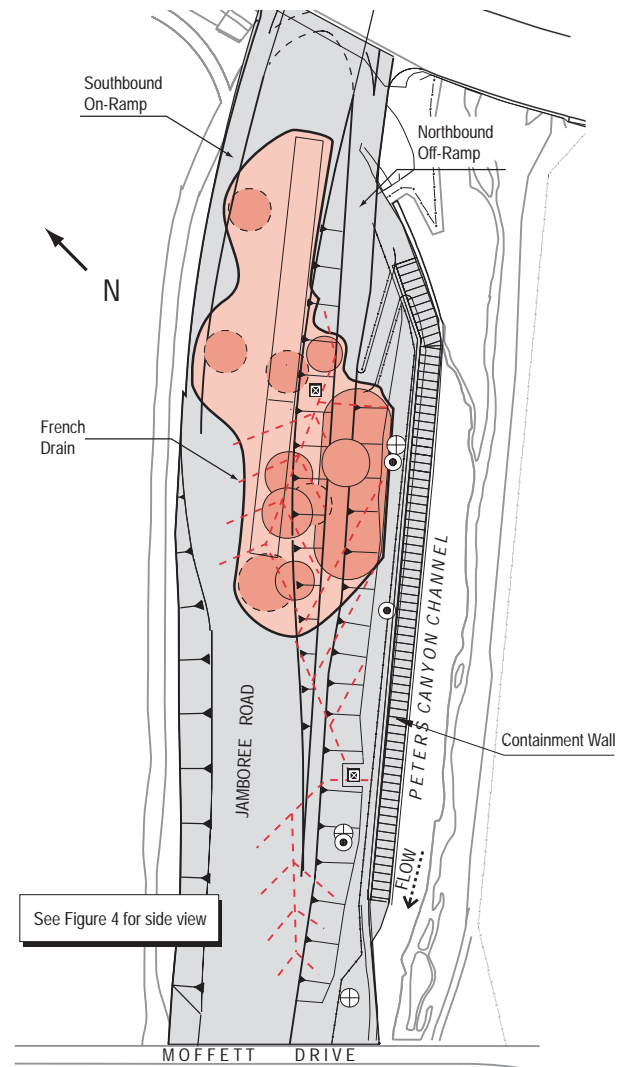 Southbound
On-Ramp
Northbound
Off-Ramp
N
French
Drain
PETERS CANYON CHANNEL
JAMBOREE ROAD
Containment Wall
FLOW
See Figure 4 for side view
MOFFETT DRIVE